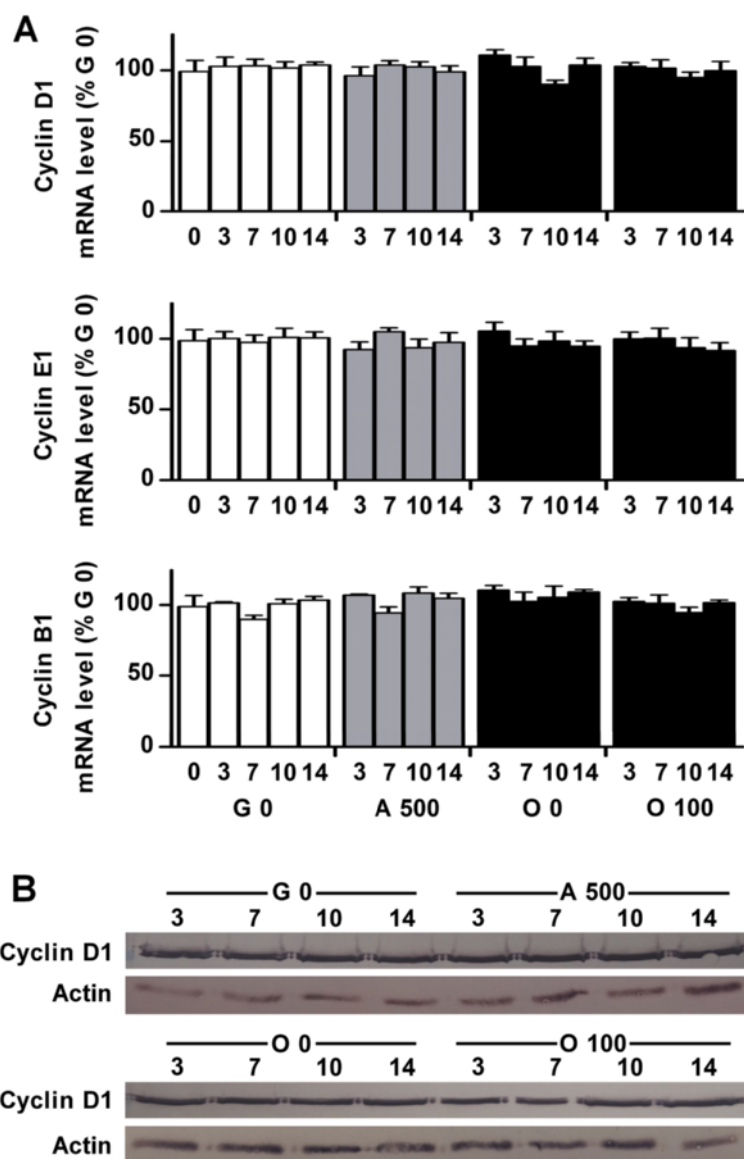 A
Cyclin D1
mRNA level (% G 0)
100
50
0
0 3 7 10 14 3 7 10 14 3 7 10 14 3 7 10 14
Cyclin E1
mRNA level (% G 0)
100
50
0
0 3 7 10 14 3 7 10 14 3 7 10 14 3 7 10 14
Cyclin B1
mRNA level (% G 0)
100
50
0
0 3 7 10 14 3 7 10 14 3 7 10 14 3 7 10 14
G 0 A 500 O 0 O 100
B
G 0 A 500
3 7 10 14 3 7 10 14
Cyclin D1
Actin
O 0 O 100
3 7 10 14 3 7 10 14
Cyclin D1
Actin